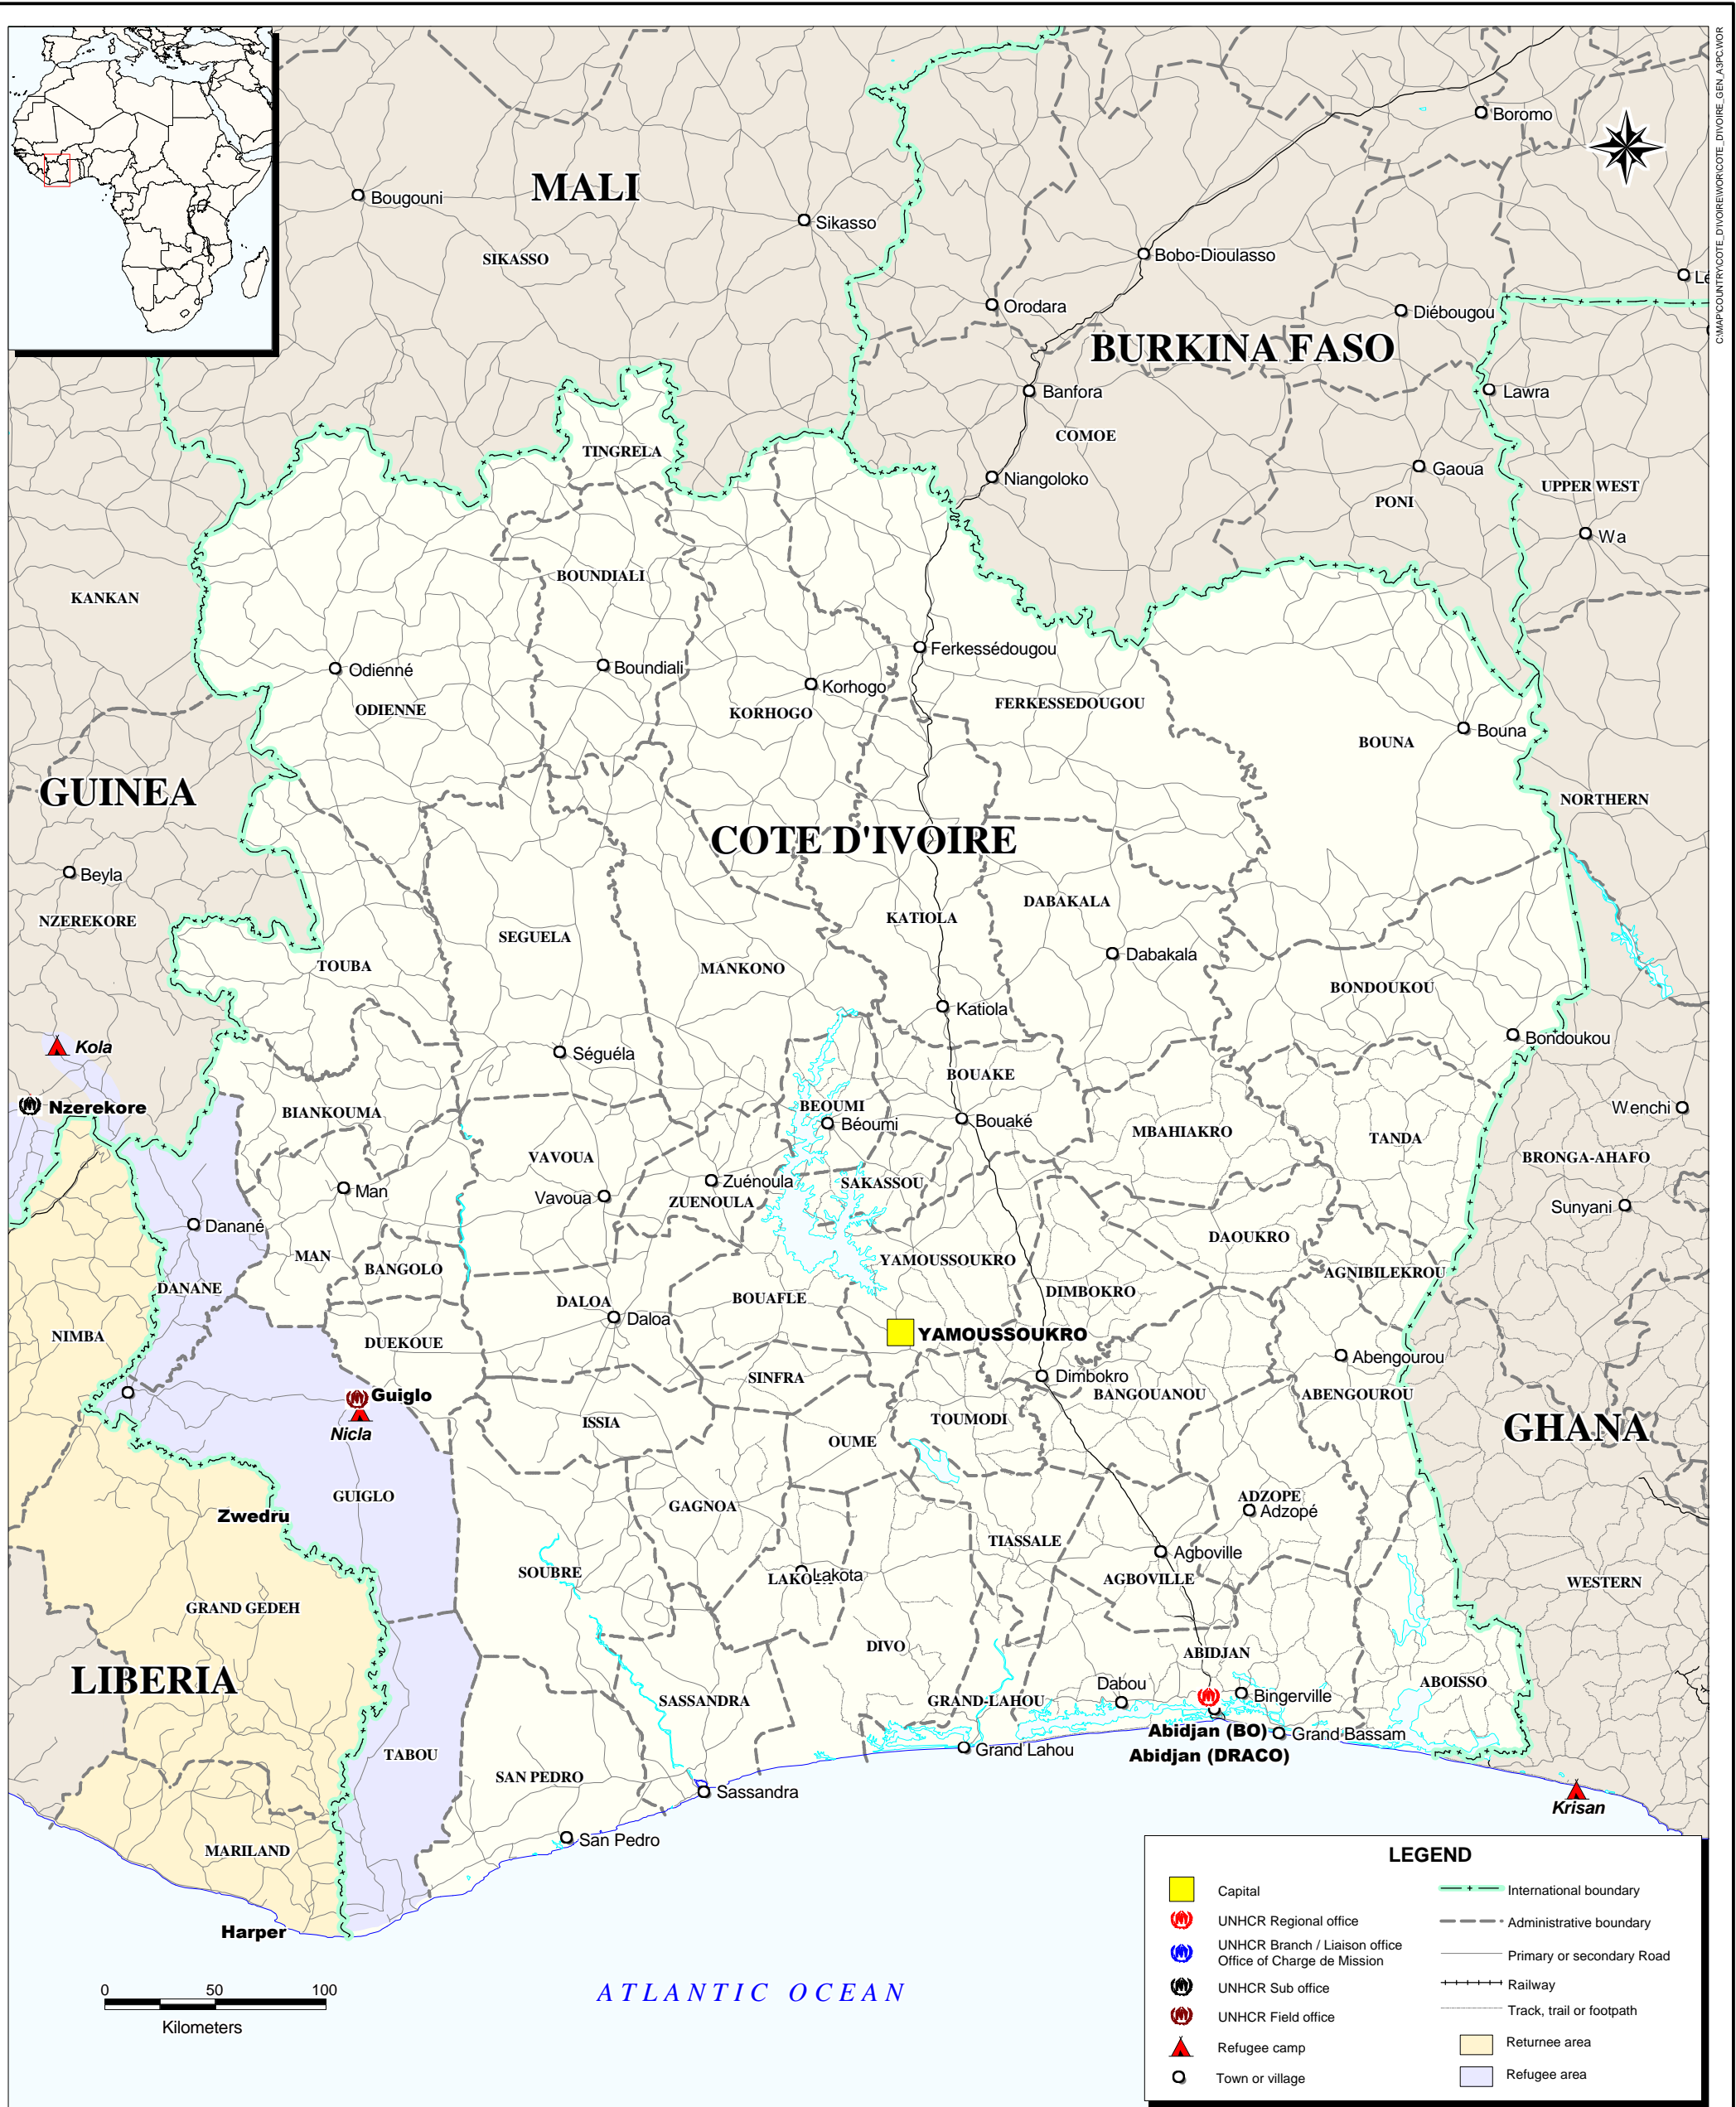 C:\MAP\COUNTRY\COTE_D'IVOIRE\WOR\COTE_D'IVOIRE_GEN_A3PC.WOR
Boromo
MALI
Bougouni
Sikasso
SIKASSO
Bobo-Dioulasso
Orodara
Diébougou
BURKINA FASO
Banfora
Lawra
COMOE
TINGRELA
Gaoua
Niangoloko
UPPER WEST
PONI
Wa
BOUNDIALI
KANKAN
Ferkessédougou
Odienné
Boundiali
Korhogo
ODIENNE
KORHOGO
FERKESSEDOUGOU
Bouna
BOUNA
GUINEA
NORTHERN
COTE D'IVOIRE
Beyla
NZEREKORE
DABAKALA
KATIOLA
SEGUELA
Dabakala
TOUBA
MANKONO
BONDOUKOU
Katiola
Bondoukou
Kola
Séguéla
BOUAKE
Nzerekore
BIANKOUMA
BEOUMI
Béoumi
Bouaké
Wenchi
MBAHIAKRO
TANDA
VAVOUA
BRONGA-AHAFO
Zuénoula
SAKASSOU
Man
Vavoua
ZUENOULA
Sunyani
Danané
DAOUKRO
MAN
BANGOLO
YAMOUSSOUKRO
AGNIBILEKROU
DANANE
DIMBOKRO
DALOA
BOUAFLE
Daloa
NIMBA
DUEKOUE
YAMOUSSOUKRO
Abengourou
SINFRA
Dimbokro
Guiglo
BANGOUANOU
ABENGOUROU
Nicla
ISSIA
TOUMODI
GHANA
OUME
GUIGLO
GAGNOA
ADZOPE
Adzopé
Zwedru
TIASSALE
Agboville
SOUBRE
Lakota
AGBOVILLE
WESTERN
GRAND GEDEH
DIVO
ABIDJAN
LIBERIA
ABOISSO
SASSANDRA
GRAND-LAHOU
Dabou
Bingerville
Abidjan (BO)
Grand Bassam
TABOU
Grand Lahou
Abidjan (DRACO)
SAN PEDRO
Sassandra
Krisan
San Pedro
MARILAND
Harper
ATLANTIC OCEAN
0 50 100
Kilometers
LEGEND
Capital
UNHCR Regional office
UNHCR Branch / Liaison office
Office of Charge de Mission
UNHCR Sub office
UNHCR Field office
Refugee camp
Town or village
International boundary
Administrative boundary
Primary or secondary Road
Railway
Track, trail or footpath
Returnee area
Refugee area